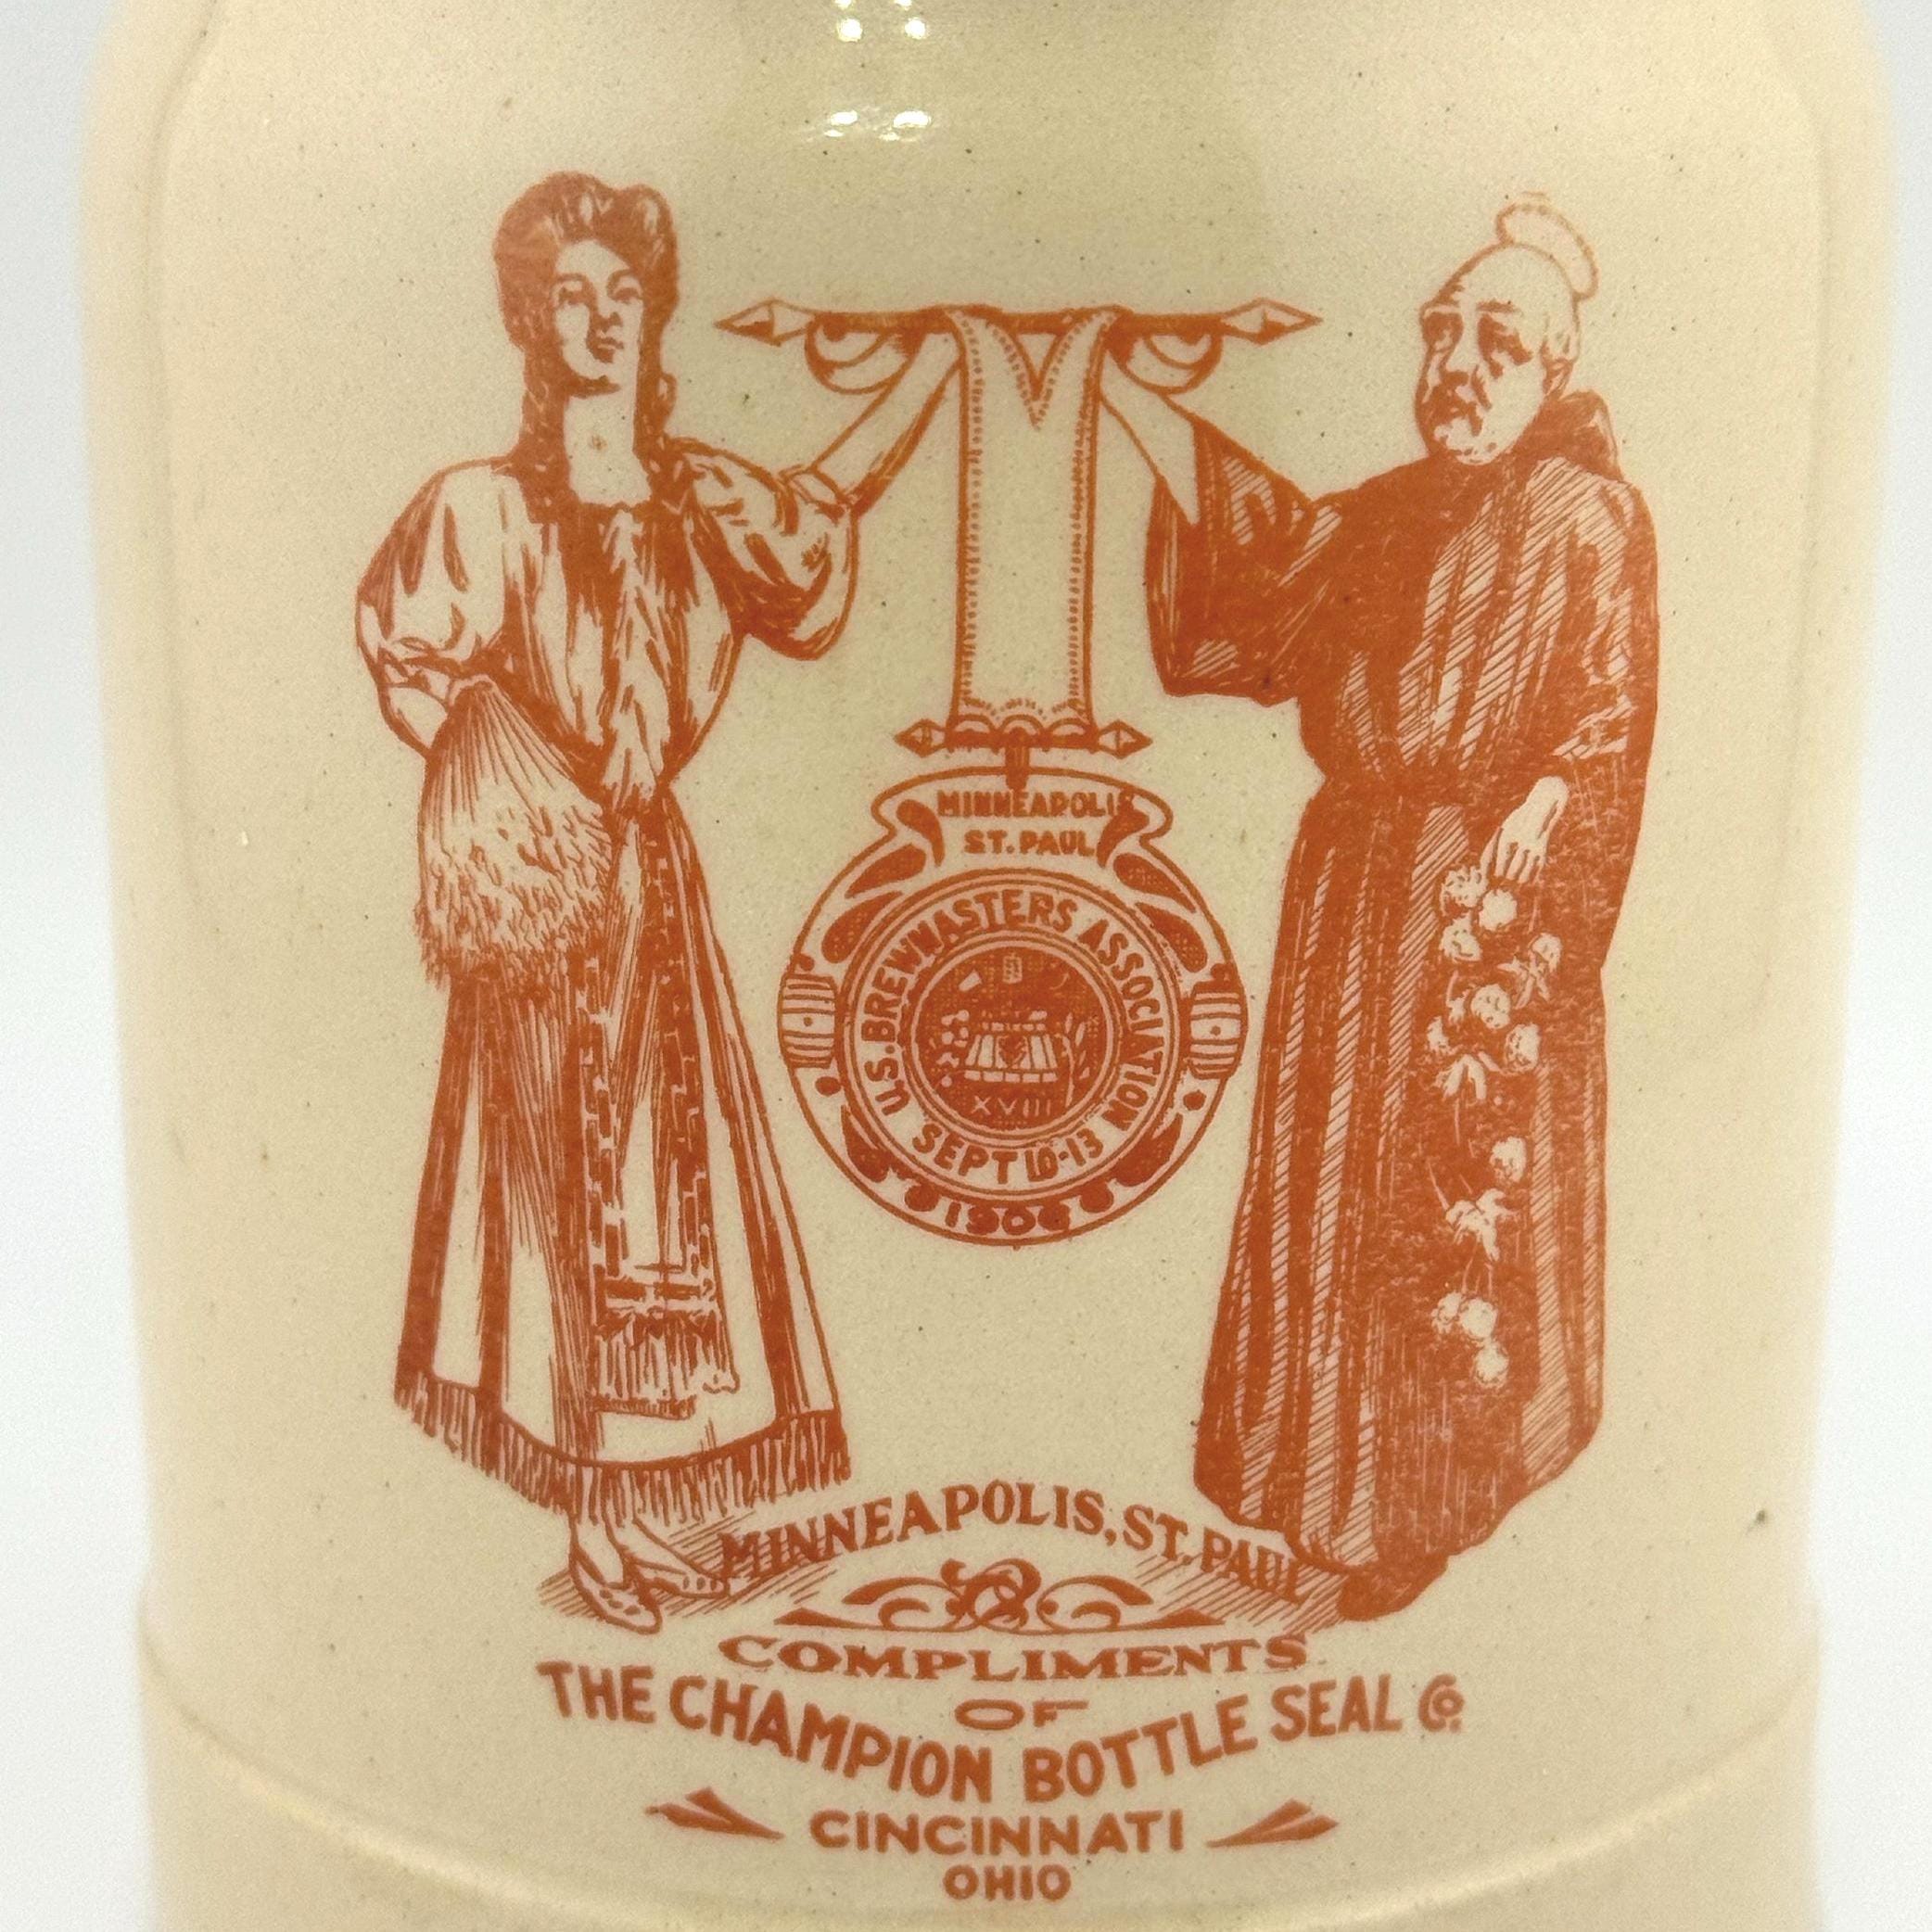 MINNEAPOLIS
ST. PAUL
U.S. BREWMASTERS ASSOCIATION
XVIII
SEPT 10-13
1906
MINNEAPOLIS, ST. PAUL
COMPLIMENTS
OF
THE CHAMPION BOTTLE SEAL Co.
CINCINNATI
OHIO